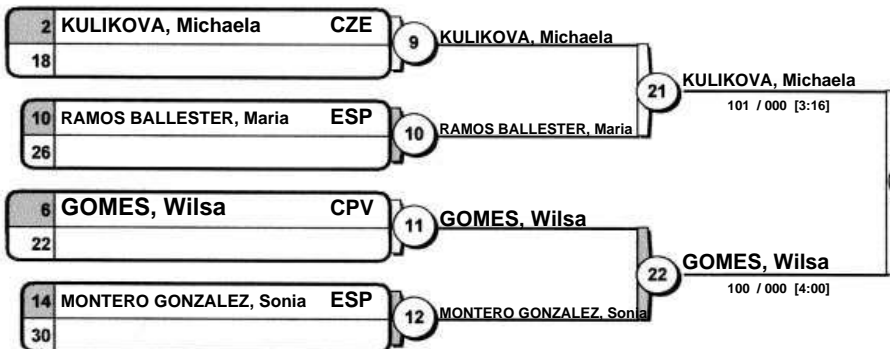 2 KULIKOVA, Michaela CZE
18
9
KULIKOVA, Michaela
21
KULIKOVA, Michaela
101 / 000 [3:16]
10 RAMOS BALLESTER, Maria ESP
26
10
RAMOS BALLESTER, Maria
6 GOMES, Wilsa CPV
22
11
GOMES, Wilsa
22
GOMES, Wilsa
100 / 000 [4:00]
14 MONTERO GONZALEZ, Sonia ESP
30
12
MONTERO GONZALEZ, Sonia